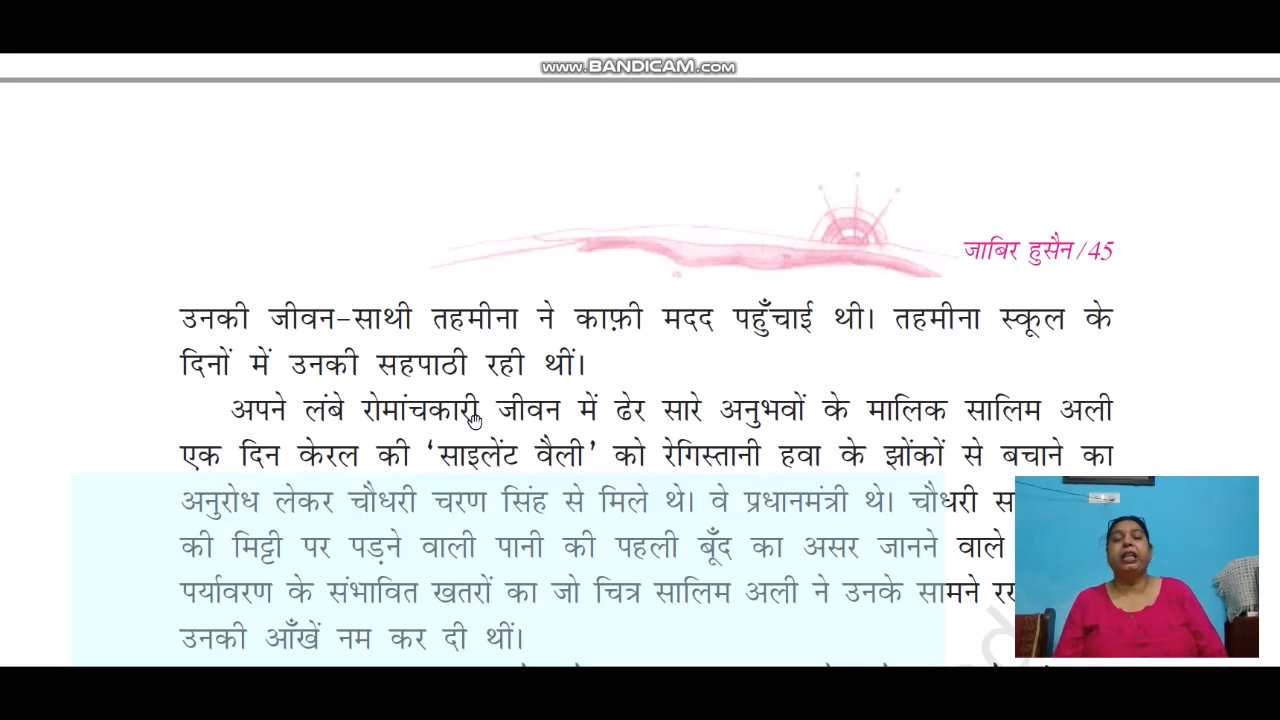 www.BANDICAM.com
जाबिर हुसैन/45
उनकी जीवन-साथी तहमीना ने काफ़ी मदद पहुँचाई थी। तहमीना स्कूल के
दिनों में उनकी सहपाठी रही थीं।
अपने लंबे रोमांचकारी जीवन में ढेर सारे अनुभवों के मालिक सालिम अली
एक दिन केरल की ‘साइलेंट वैली’ को रेगिस्तानी हवा के झोंकों से बचाने का
अनुरोध लेकर चौधरी चरण सिंह से मिले थे। वे प्रधानमंत्री थे। चौधरी
की मिट्टी पर पड़ने वाली पानी की पहली बूँद का असर जानने वाले
पर्यावरण के संभावित खतरों का जो चित्र सालिम अली ने उनके सामने
उनकी आँखें नम कर दी थीं।